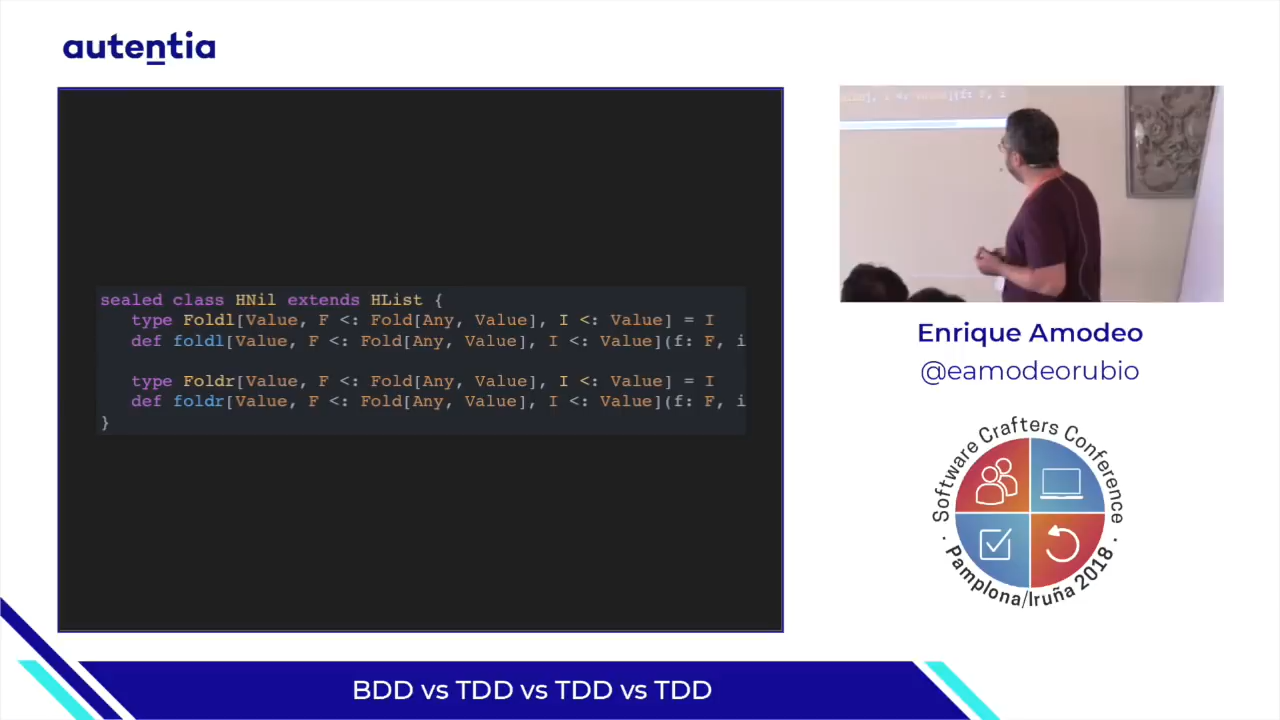 autentia
sealed class HNil extends HList {
type Foldl[Value, F <: Fold[Any, Value], I <: Value] = I
def foldl[Value, F <: Fold[Any, Value], I <: Value](f: F, i
type Foldr[Value, F <: Fold[Any, Value], I <: Value] = I
def foldr[Value, F <: Fold[Any, Value], I <: Value](f: F, i
}
Enrique Amodeo
@eamodeorubio
Software Crafters Conference
· Pamplona/Iruña 2018 ·
BDD vs TDD vs TDD vs TDD